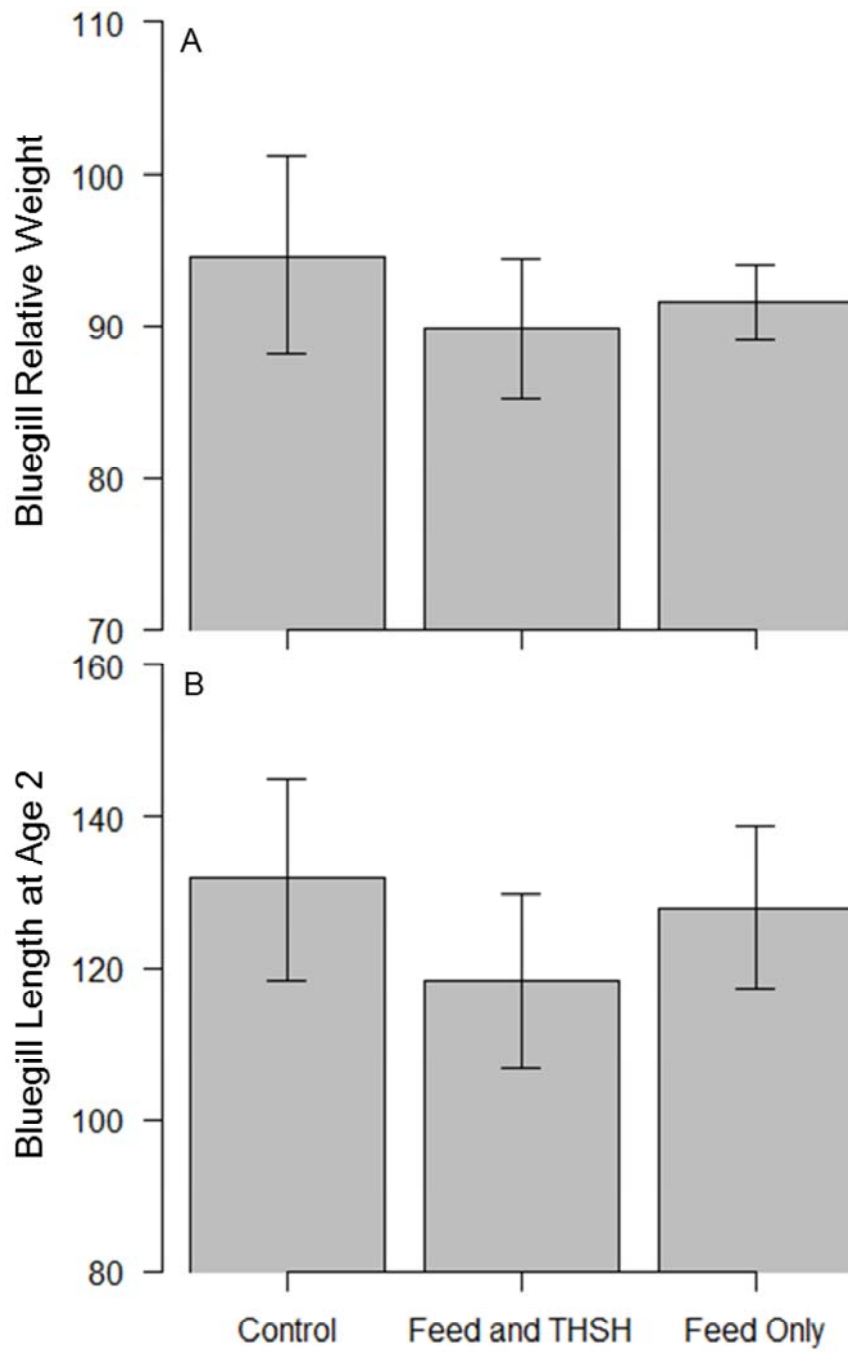 A
Bluegill Relative Weight
110
100
90
80
70
B
Bluegill Length at Age 2
160
140
120
100
80
Control Feed and THSH Feed Only